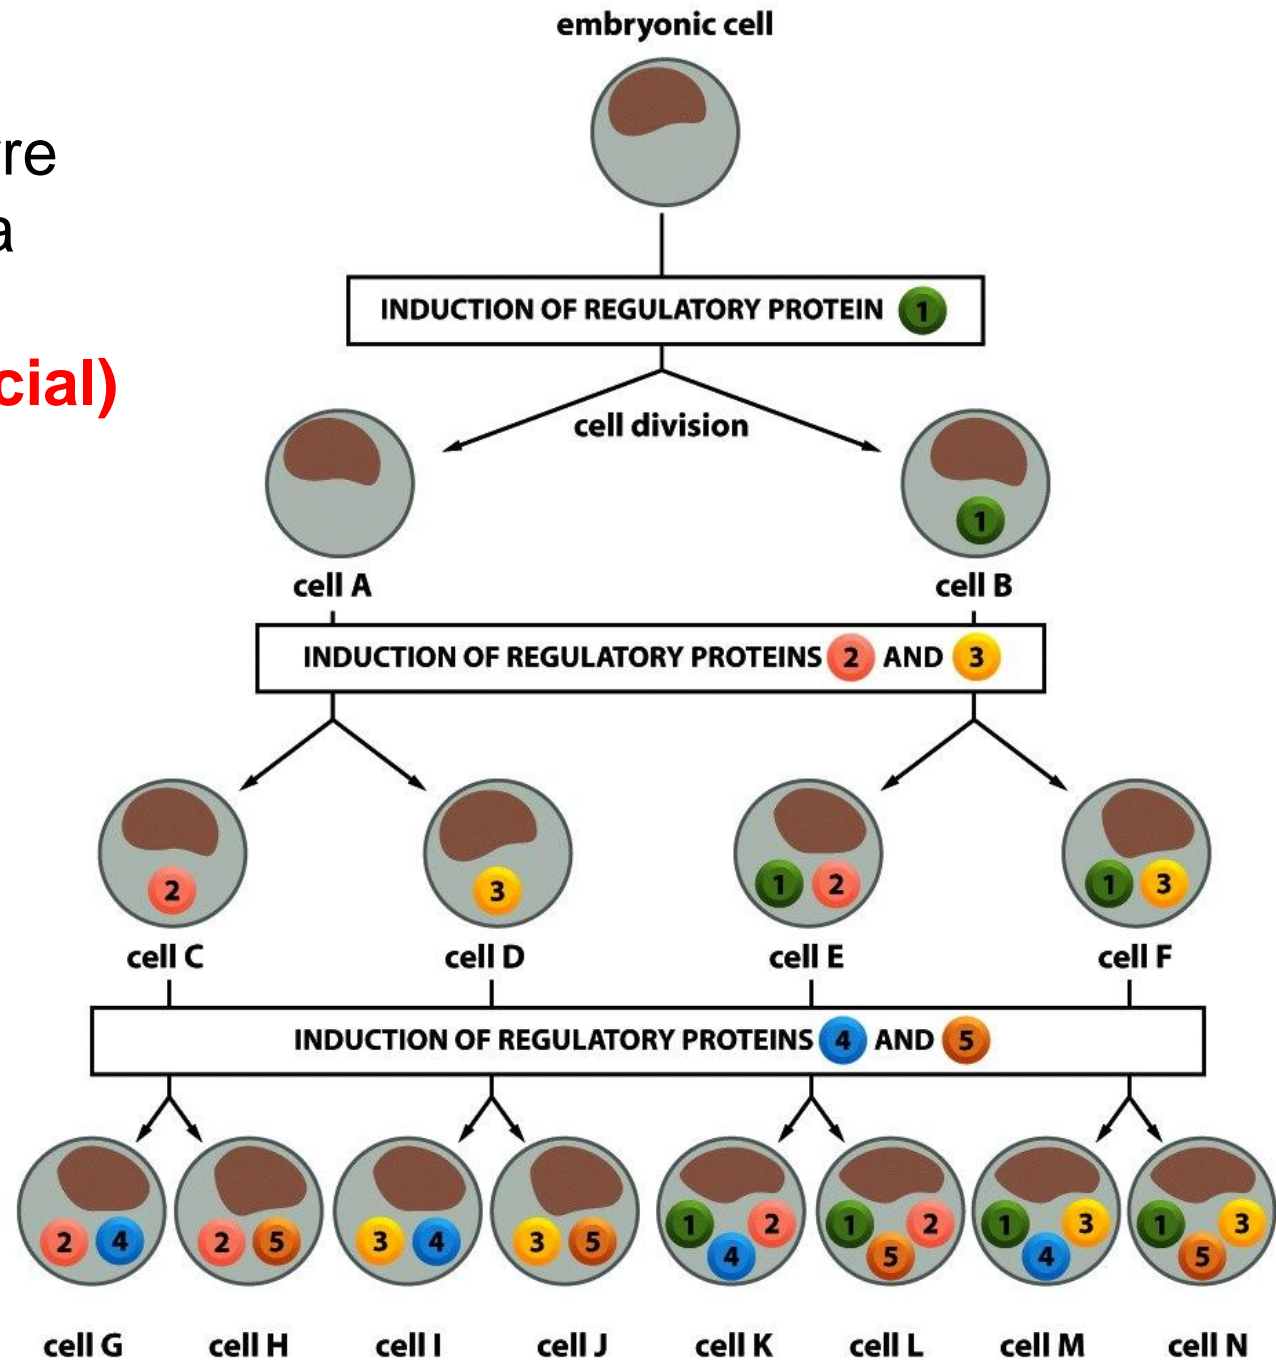 embryonic cell
INDUCTION OF REGULATORY PROTEIN 1
cial)
cell division
1
cell A
cell B
INDUCTION OF REGULATORY PROTEINS 2 AND 3
2
3
1 2
1 3
cell C
cell D
cell E
cell F
INDUCTION OF REGULATORY PROTEINS 4 AND 5
2 4
2 5
3 4
3 5
1 2 4
1 2 5
1 3 4
1 3 5
cell G
cell H
cell I
cell J
cell K
cell L
cell M
cell N